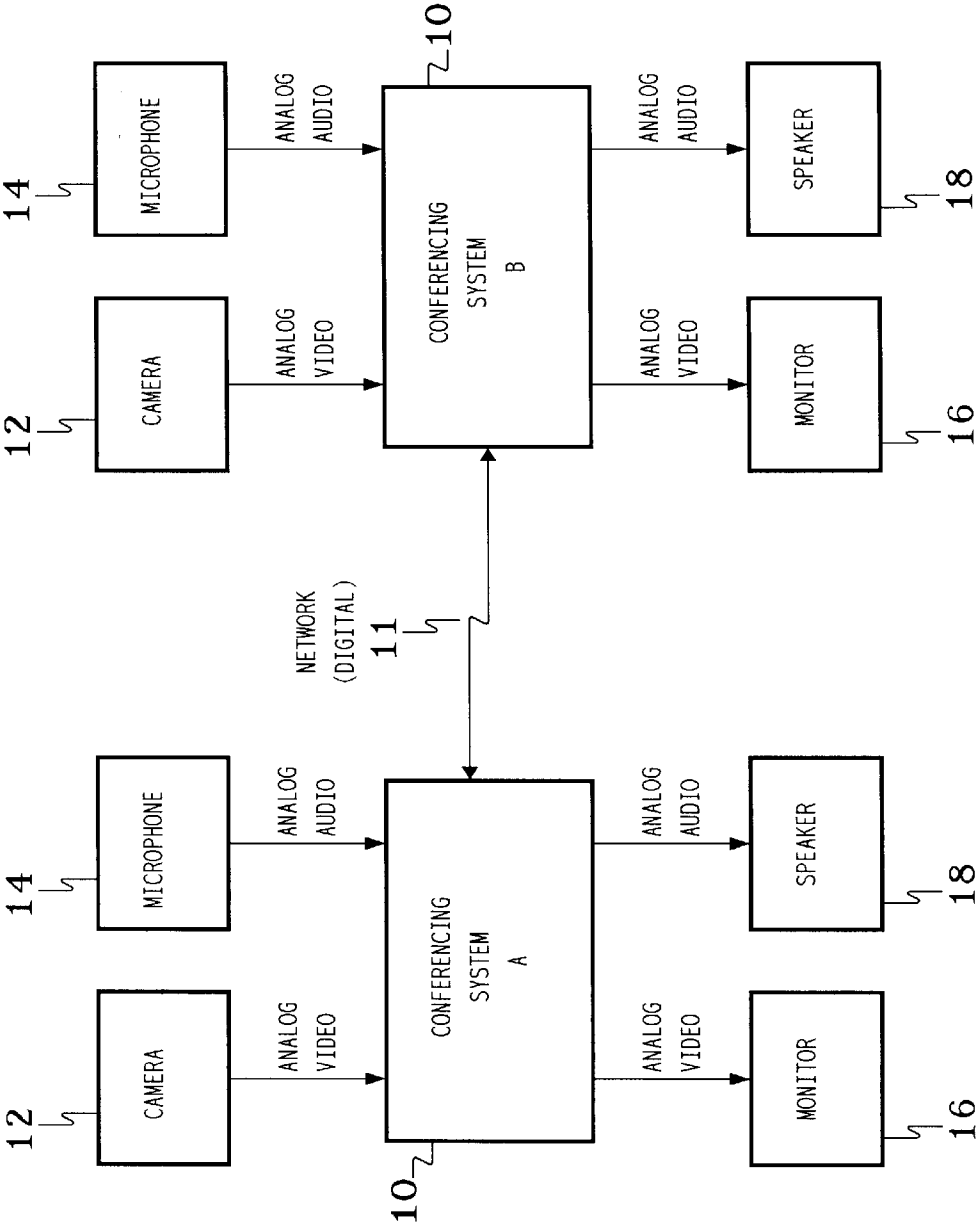 12
14
12
14
CAMERA
MICROPHONE
CAMERA
MICROPHONE
ANALOG
VIDEO
ANALOG
AUDIO
ANALOG
VIDEO
ANALOG
AUDIO
10
CONFERENCING
SYSTEM
A
NETWORK
(DIGITAL)
11
CONFERENCING
SYSTEM
B
10
ANALOG
VIDEO
ANALOG
AUDIO
ANALOG
VIDEO
ANALOG
AUDIO
MONITOR
SPEAKER
MONITOR
SPEAKER
16
18
16
18